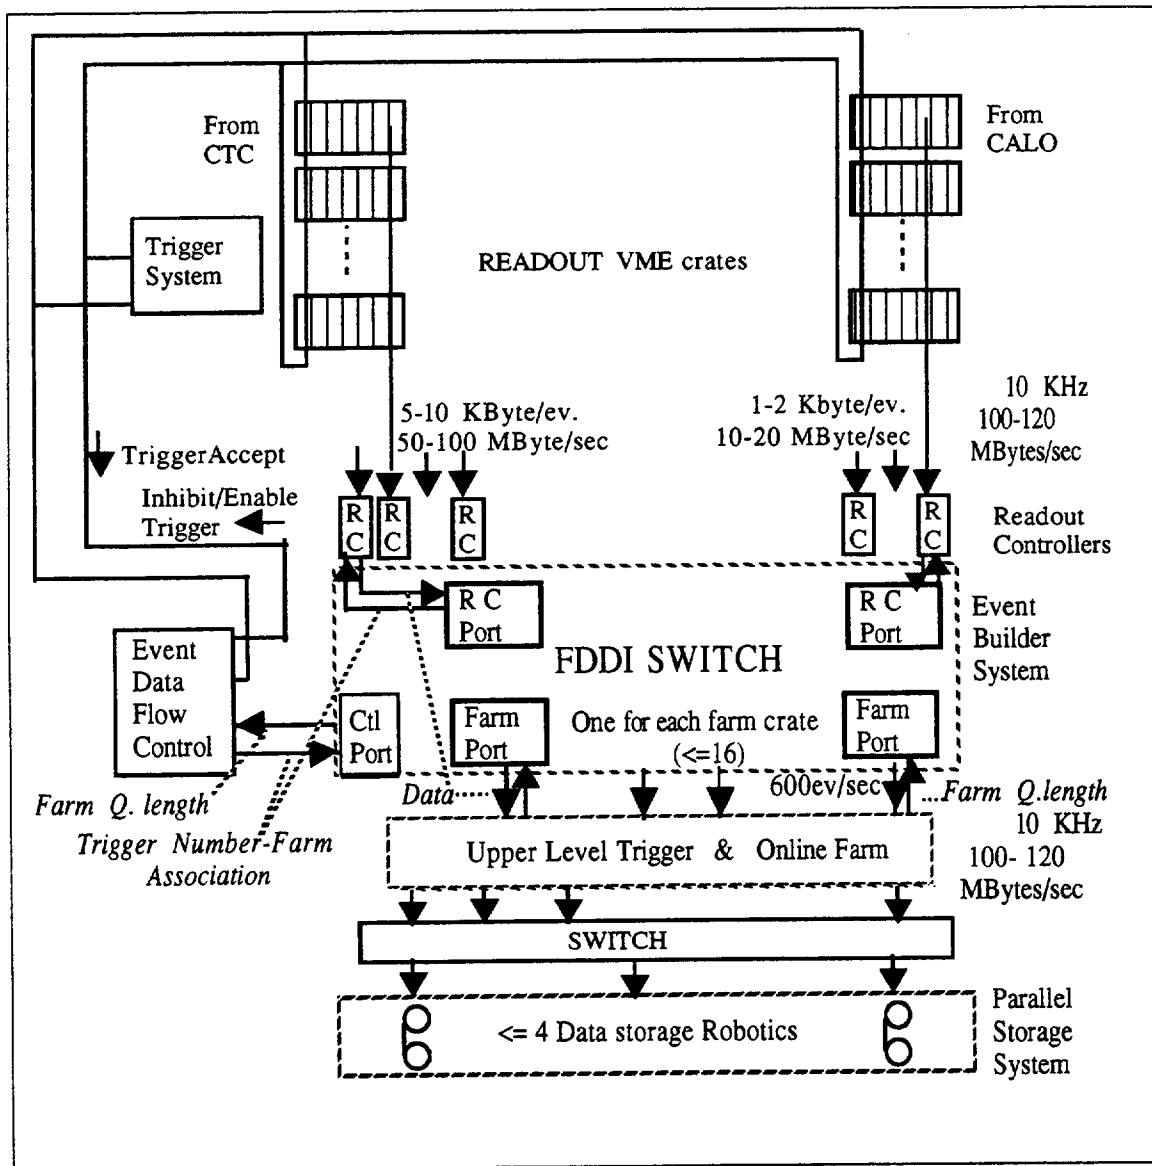 From
CTC
From
CALO
Trigger
System
READOUT VME crates
5-10 KByte/ev.
50-100 MByte/sec
1-2 Kbyte/ev.
10-20 MByte/sec
10 KHz
100-120
MBytes/sec
TriggerAccept
Inhibit/Enable
Trigger
R
C
R
C
R
C
R
C
R
C
Readout
Controllers
R C
Port
R C
Port
Event
Builder
System
FDDI SWITCH
Event
Data
Flow
Control
Ctl
Port
Farm
Port
One for each farm crate
(<=16)
Farm
Port
Farm Q. length
Data
600ev/sec
....Farm Q.length
Trigger Number-Farm
Association
10 KHz
100- 120
MBytes/sec
Upper Level Trigger & Online Farm
SWITCH
<= 4 Data storage Robotics
Parallel
Storage
System